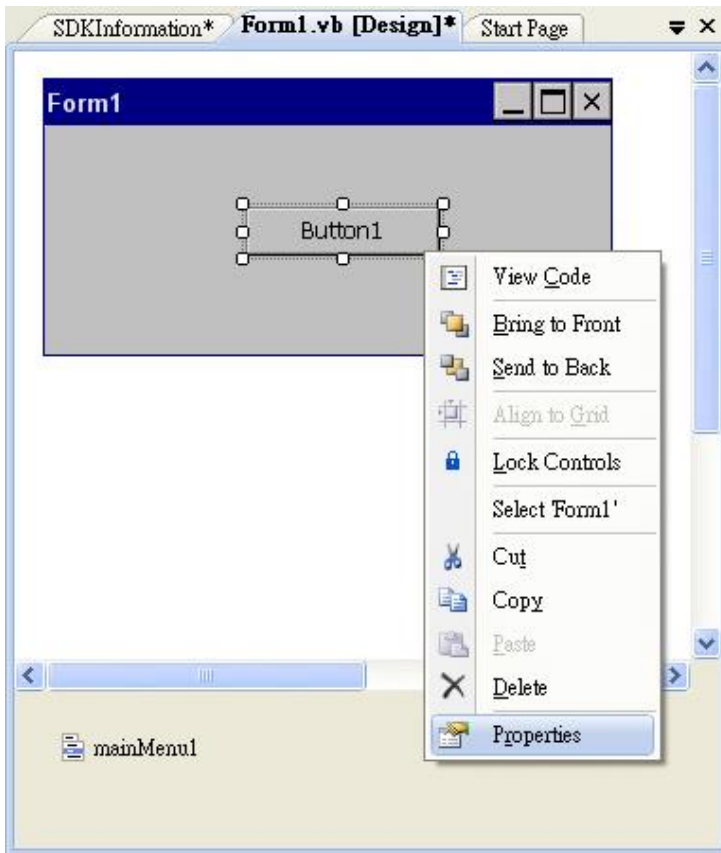 SDKInformation* Form1.vb [Design]* Start Page
Form1
Button1
View Code
Bring to Front
Send to Back
Align to Grid
Lock Controls
Select 'Form1'
Cut
Copy
Paste
Delete
Properties
mainMenu1